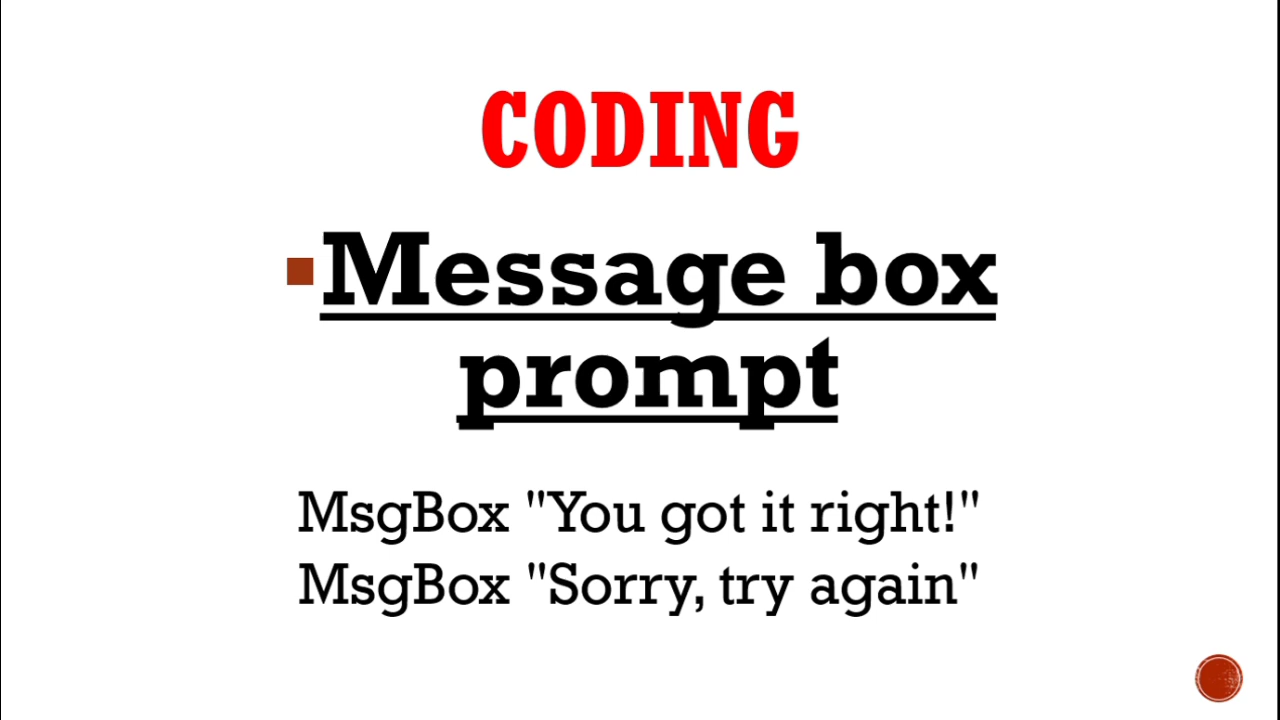 CODING
Message box
prompt
MsgBox "You got it right!"
MsgBox "Sorry, try again"